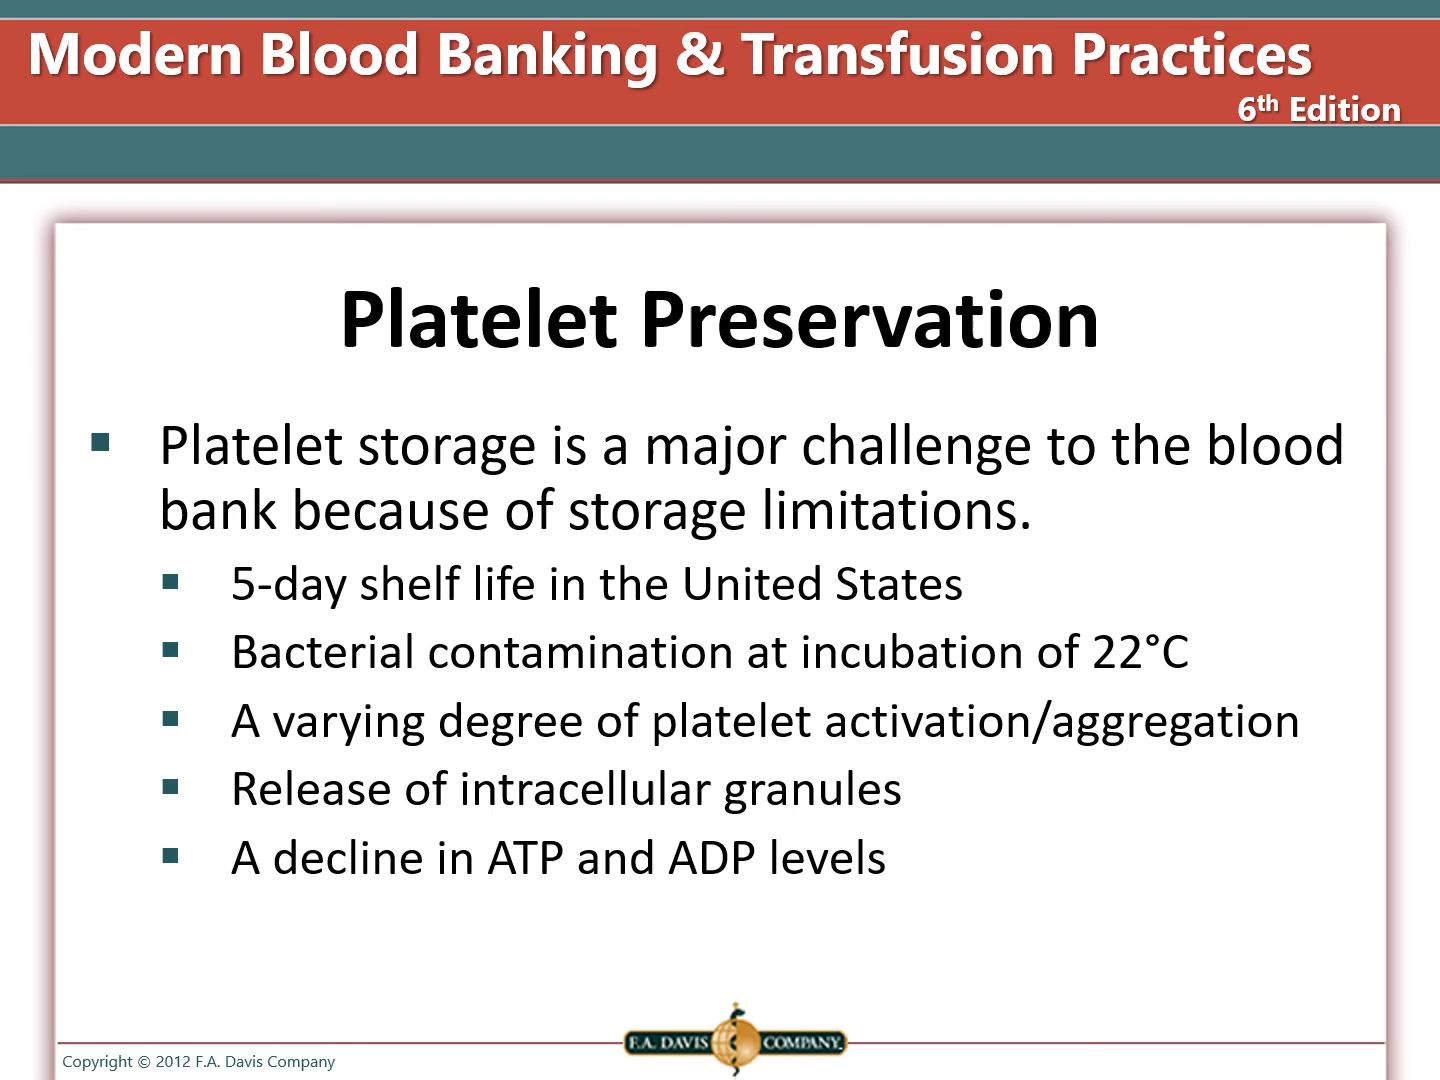 Modern Blood Banking & Transfusion Practices
6th Edition
Platelet Preservation
▪ Platelet storage is a major challenge to the blood
bank because of storage limitations.
▪ 5-day shelf life in the United States
▪ Bacterial contamination at incubation of 22°C
▪ A varying degree of platelet activation/aggregation
▪ Release of intracellular granules
▪ A decline in ATP and ADP levels
F.A. DAVIS COMPANY
Copyright © 2012 F.A. Davis Company